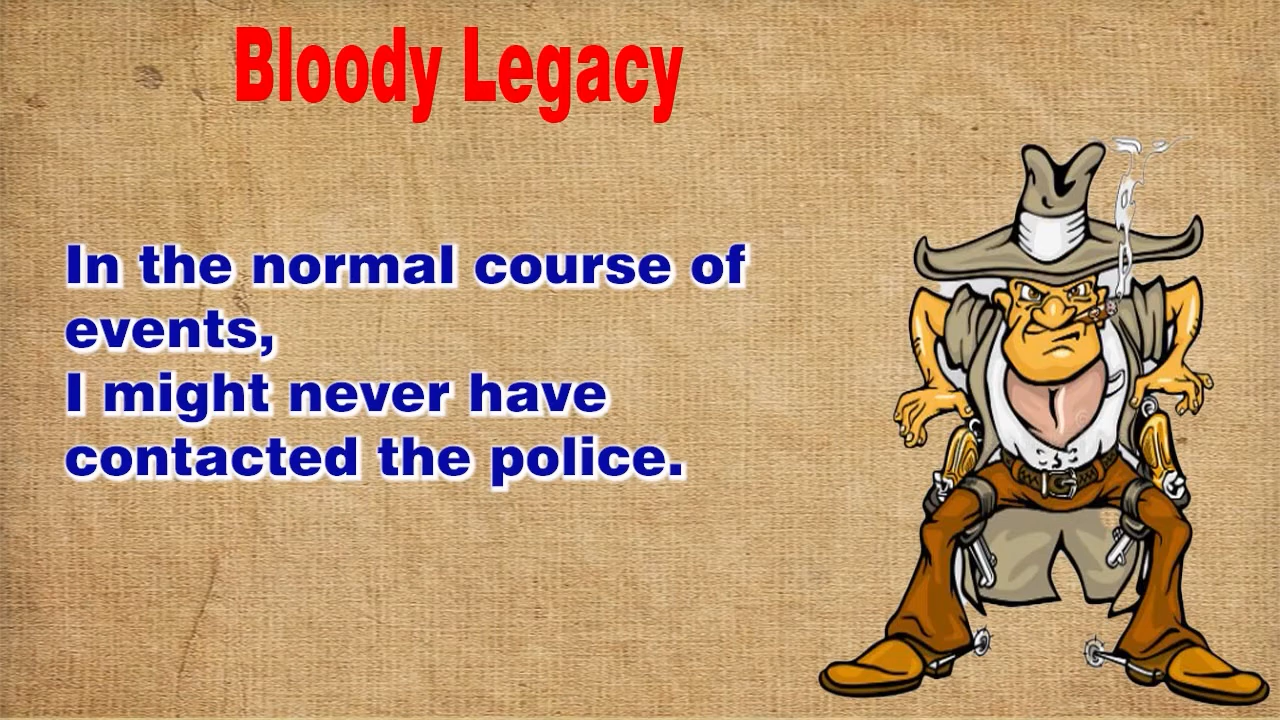 Bloody Legacy
In the normal course of
events,
I might never have
contacted the police.